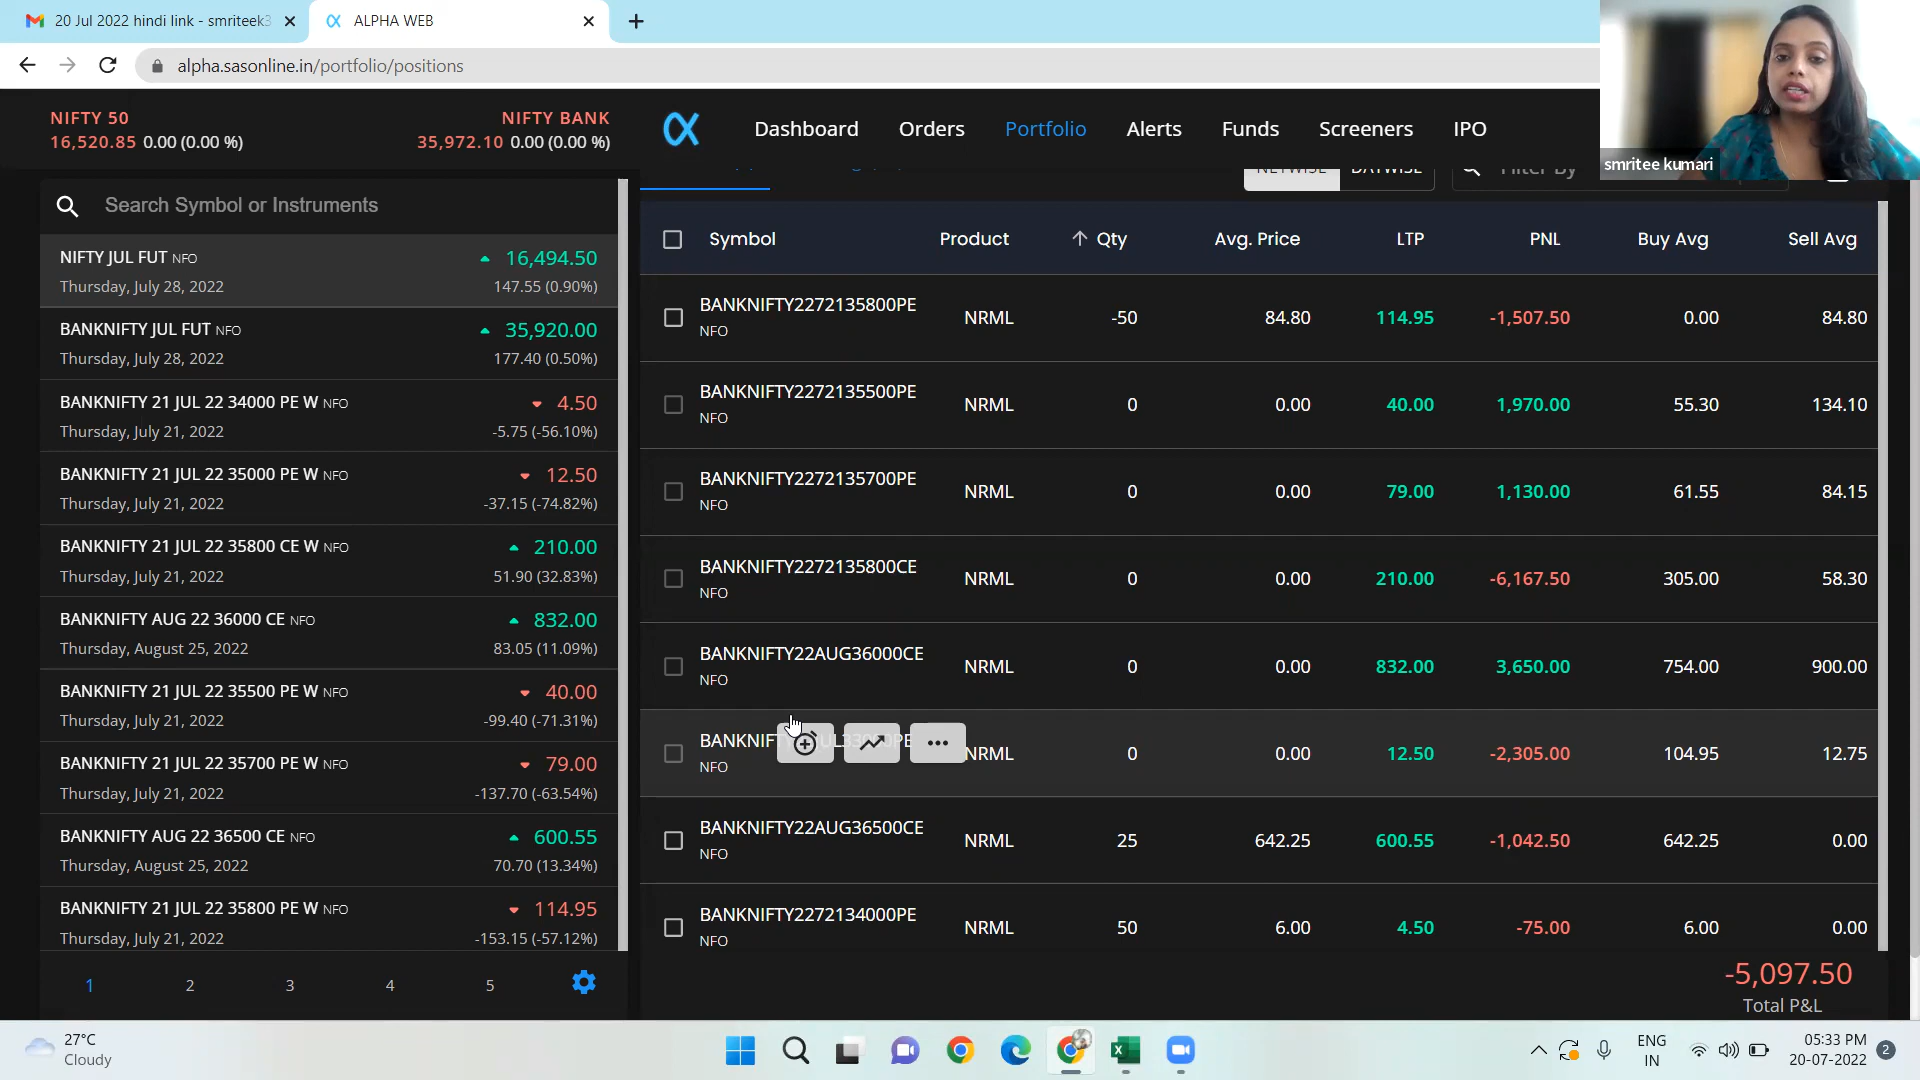 20 Jul 2022 hindi link - smriteek3
ALPHA WEB
alpha.sasonline.in/portfolio/positions
smritee kumari
NIFTY 50
16,520.85 0.00 (0.00 %)
NIFTY BANK
35,972.10 0.00 (0.00 %)
Dashboard Orders Portfolio Alerts Funds Screeners IPO
NETWISE DAYWISE Filter By
Search Symbol or Instruments
NIFTY JUL FUT NFO 16,494.50
Thursday, July 28, 2022 147.55 (0.90%)
BANKNIFTY JUL FUT NFO 35,920.00
Thursday, July 28, 2022 177.40 (0.50%)
BANKNIFTY 21 JUL 22 34000 PE W NFO 4.50
Thursday, July 21, 2022 -5.75 (-56.10%)
BANKNIFTY 21 JUL 22 35000 PE W NFO 12.50
Thursday, July 21, 2022 -37.15 (-74.82%)
BANKNIFTY 21 JUL 22 35800 CE W NFO 210.00
Thursday, July 21, 2022 51.90 (32.83%)
BANKNIFTY AUG 22 36000 CE NFO 832.00
Thursday, August 25, 2022 83.05 (11.09%)
BANKNIFTY 21 JUL 22 35500 PE W NFO 40.00
Thursday, July 21, 2022 -99.40 (-71.31%)
BANKNIFTY 21 JUL 22 35700 PE W NFO 79.00
Thursday, July 21, 2022 -137.70 (-63.54%)
BANKNIFTY AUG 22 36500 CE NFO 600.55
Thursday, August 25, 2022 70.70 (13.34%)
BANKNIFTY 21 JUL 22 35800 PE W NFO 114.95
Thursday, July 21, 2022 -153.15 (-57.12%)
1 2 3 4 5
Symbol Product Qty Avg. Price LTP PNL Buy Avg Sell Avg
BANKNIFTY2272135800PE NRML -50 84.80 114.95 -1,507.50 0.00 84.80
NFO
BANKNIFTY2272135500PE NRML 0 0.00 40.00 1,970.00 55.30 134.10
NFO
BANKNIFTY2272135700PE NRML 0 0.00 79.00 1,130.00 61.55 84.15
NFO
BANKNIFTY2272135800CE NRML 0 0.00 210.00 -6,167.50 305.00 58.30
NFO
BANKNIFTY22AUG36000CE NRML 0 0.00 832.00 3,650.00 754.00 900.00
NFO
NRML 0 0.00 12.50 -2,305.00 104.95 12.75
NFO
BANKNIFTY22AUG36500CE NRML 25 642.25 600.55 -1,042.50 642.25 0.00
NFO
BANKNIFTY2272134000PE NRML 50 6.00 4.50 -75.00 6.00 0.00
NFO
-5,097.50
Total P&L
27°C
Cloudy
ENG
IN
05:33 PM
20-07-2022
2